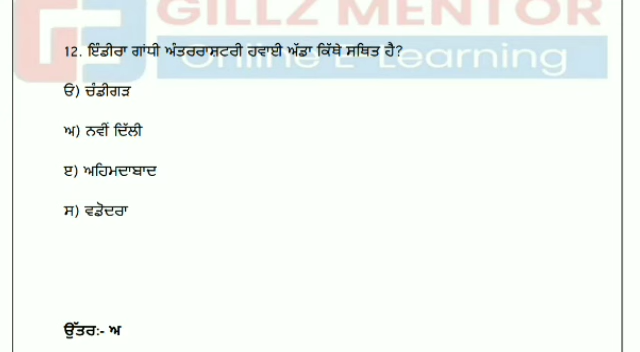 GILLZ MENTOR
Online E-Learning
12. ਇੰਦੀਰਾ ਗਾਂਧੀ ਅੰਤਰਰਾਸ਼ਟਰੀ ਹਵਾਈ ਅੱਡਾ ਕਿੱਥੇ ਸਥਿਤ ਹੈ?
ੳ) ਚੰਡੀਗੜ
ਅ) ਨਵੀਂ ਦਿੱਲੀ
ੲ) ਅਹਿਮਦਾਬਾਦ
ਸ) ਵਡੋਦਰਾ
ਉੱਤਰ:- ਅ